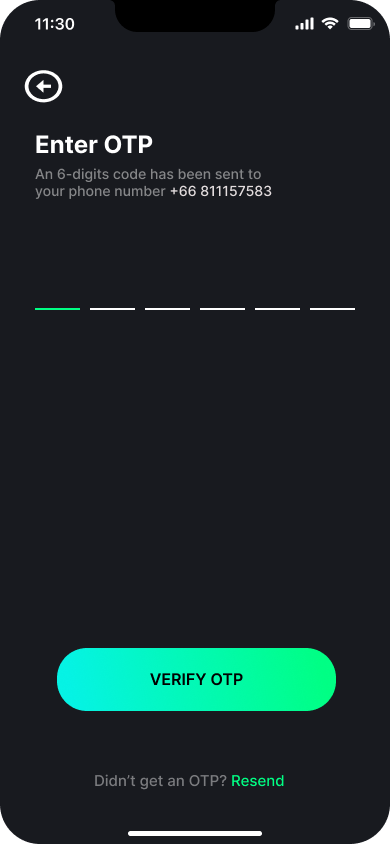 11:30
Enter OTP
An 6-digits code has been sent to
your phone number +66 811157583
VERIFY OTP
Didn't get an OTP? Resend